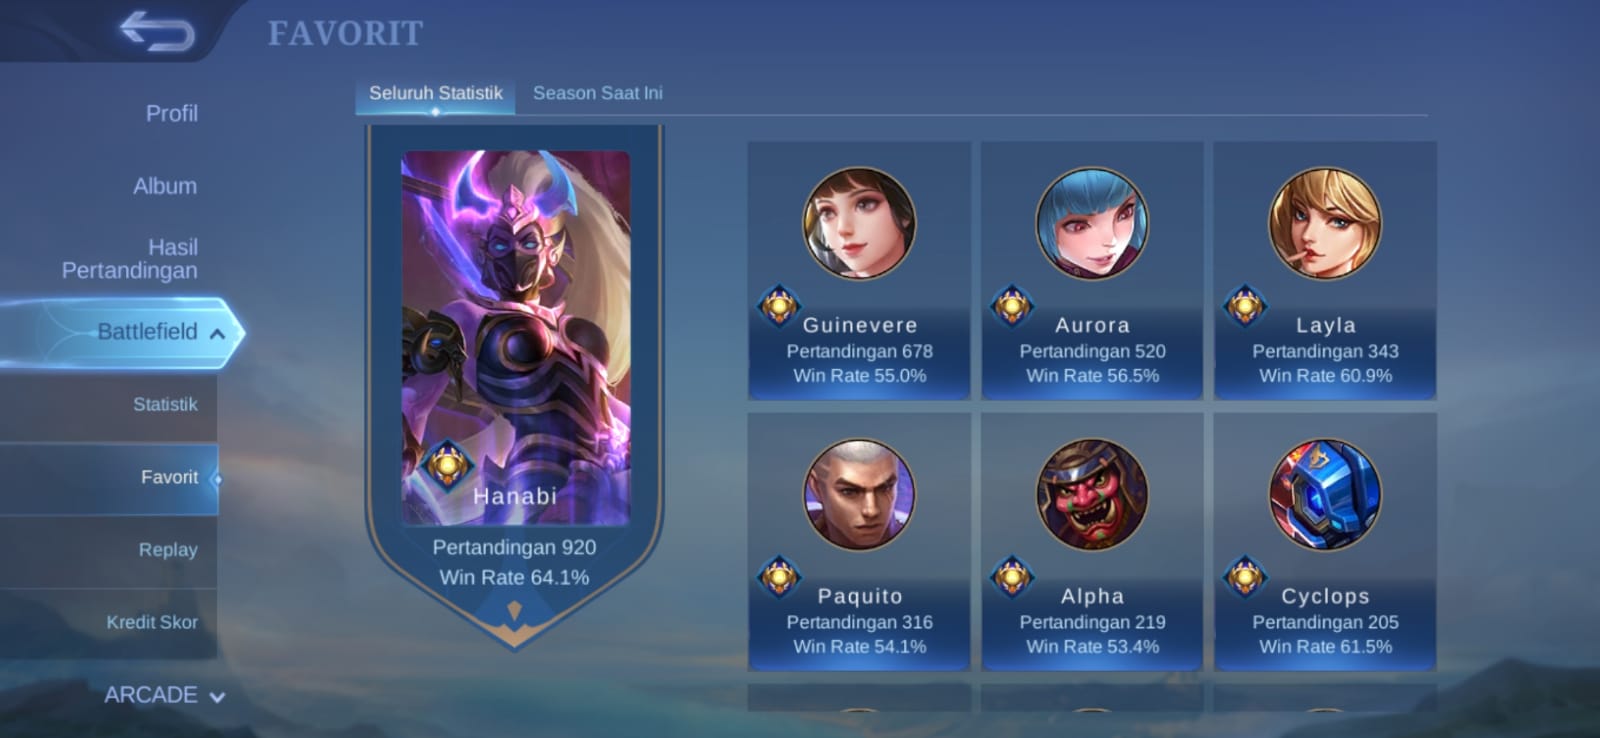 FAVORIT
Profil
Album
Hasil
Pertandingan
Battlefield
Statistik
Favorit
Replay
Kredit Skor
ARCADE
Seluruh Statistik
Season Saat Ini
Hanabi
Pertandingan 920
Win Rate 64.1%
Guinevere
Pertandingan 678
Win Rate 55.0%
Aurora
Pertandingan 520
Win Rate 56.5%
Layla
Pertandingan 343
Win Rate 60.9%
Paquito
Pertandingan 316
Win Rate 54.1%
Alpha
Pertandingan 219
Win Rate 53.4%
Cyclops
Pertandingan 205
Win Rate 61.5%